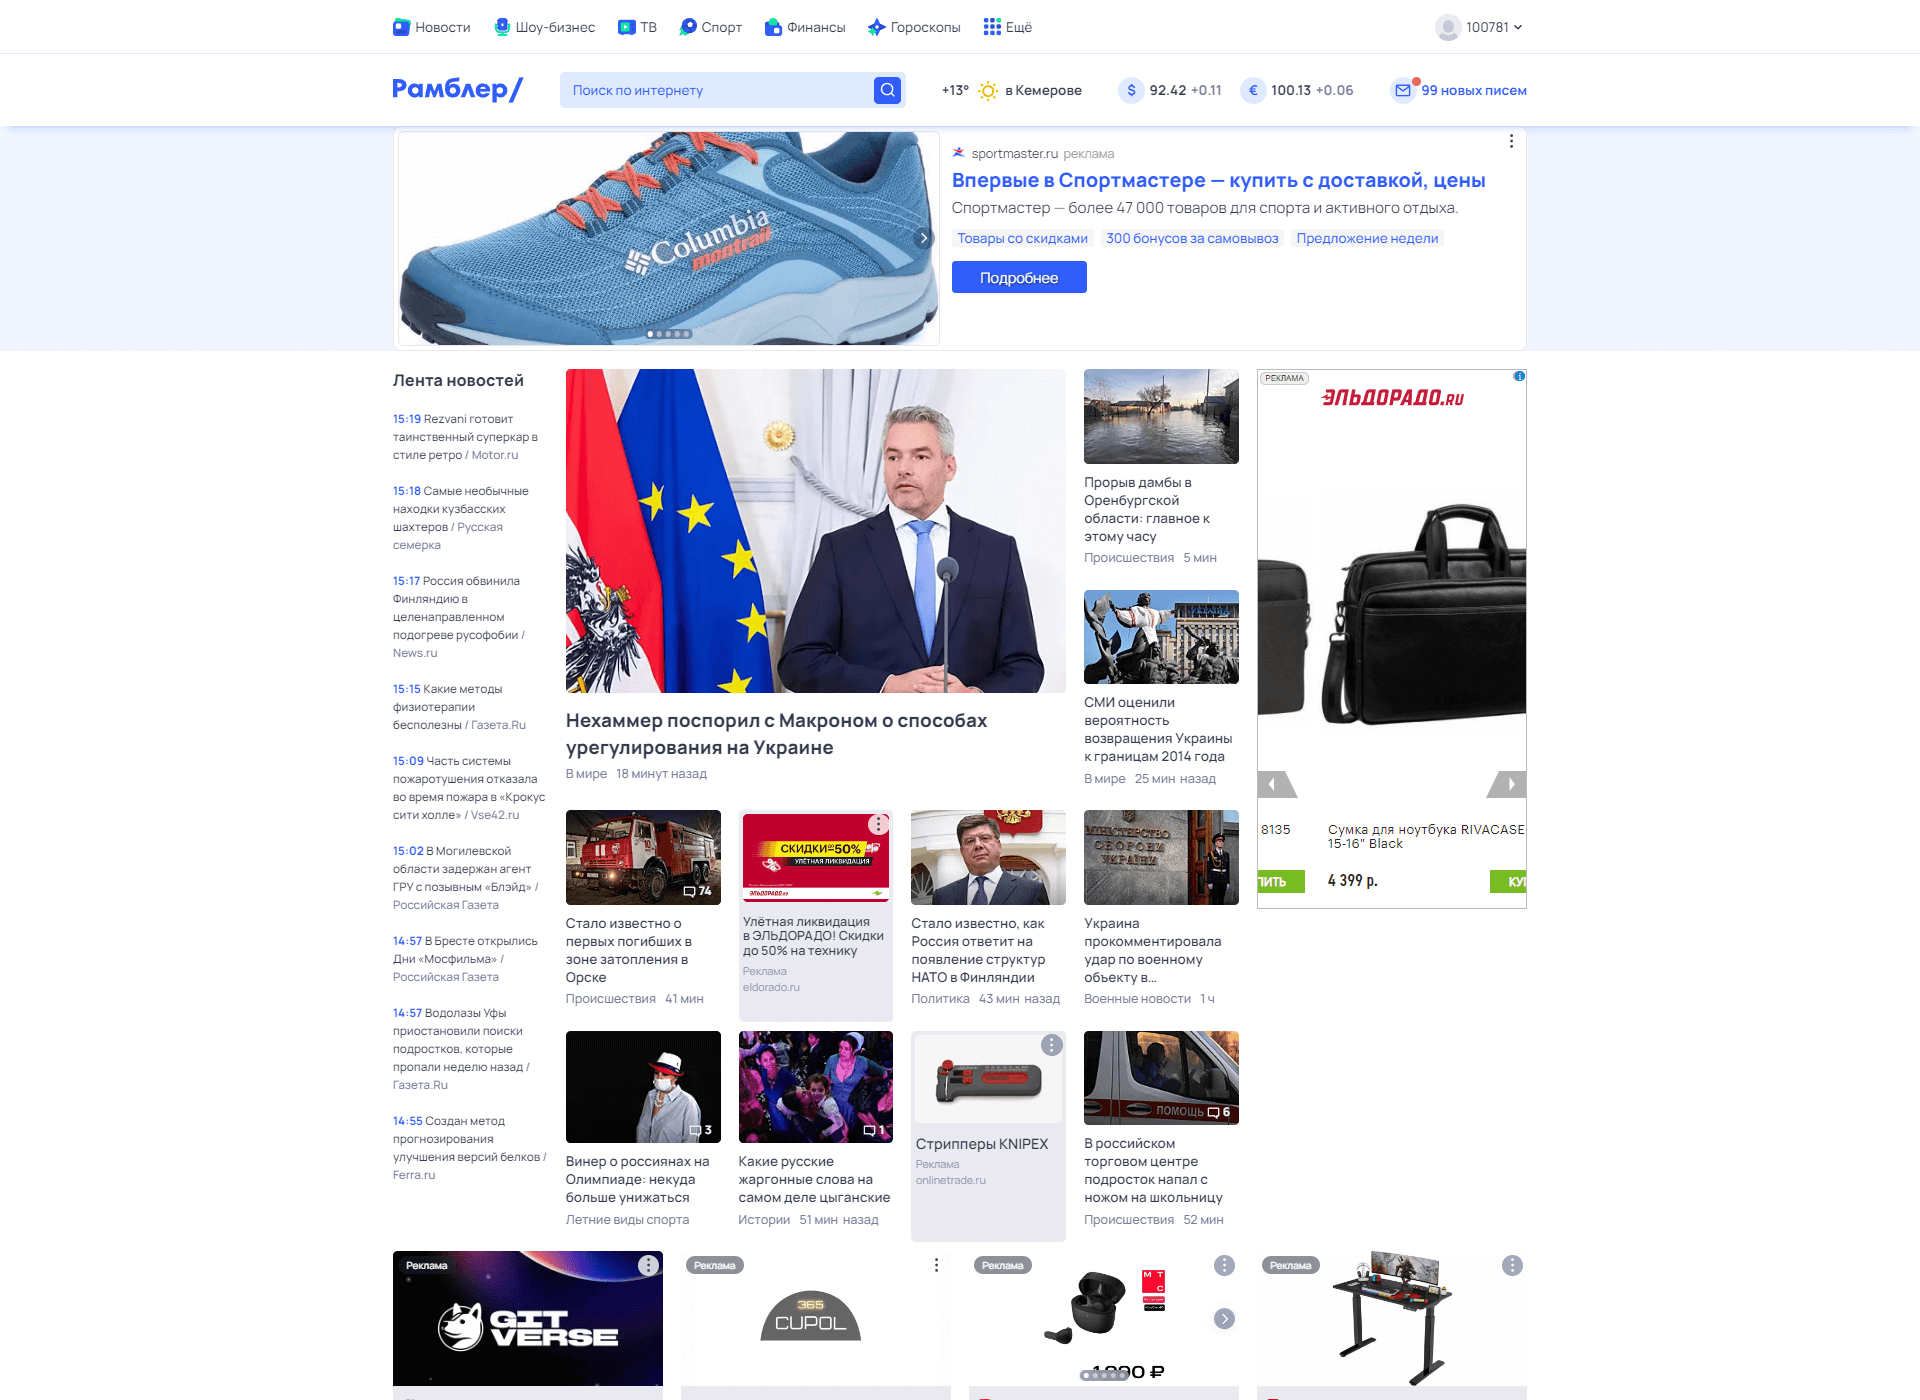 Новости
Шоу-бизнес
ТВ
Спорт
Финансы
Гороскопы
Ещё
100781
Рамблер/
Поиск по интернету
+13° в Кемерове
$ 92.42 +0.11
€ 100.13 +0.06
99 новых писем
Columbia
montrail
sportmaster.ru реклама
Впервые в Спортмастере — купить с доставкой, цены
Спортмастер — более 47 000 товаров для спорта и активного отдыха.
Товары со скидками
300 бонусов за самовывоз
Предложение недели
Подробнее
Лента новостей
15:19 Rezvani готовит
таинственный суперкар в
стиле ретро / Motor.ru
15:18 Самые необычные
находки кузбасских
шахтеров / Русская
семерка
15:17 Россия обвинила
Финляндию в
целенаправленном
подогреве русофобии /
News.ru
15:15 Какие методы
физиотерапии
бесполезны / Газета.Ru
15:09 Часть системы
пожаротушения отказала
во время пожара в «Крокус
сити холле» / Vse42.ru
15:02 В Могилевской
области задержан агент
ГРУ с позывным «Блэйд» /
Российская Газета
14:57 В Бресте открылись
Дни «Мосфильма» /
Российская Газета
14:57 Водолазы Уфы
приостановили поиски
подростков, которые
пропали неделю назад /
Газета.Ru
14:55 Создан метод
прогнозирования
улучшения версий белков /
Ferra.ru
Нехаммер поспорил с Макроном о способах
урегулирования на Украине
В мире 18 минут назад
Прорыв дамбы в
Оренбургской
области: главное к
этому часу
Происшествия 5 мин
СМИ оценили
вероятность
возвращения Украины
к границам 2014 года
В мире 25 мин назад
РЕКЛАМА
ЭЛЬДОРАДО.RU
8135
Сумка для ноутбука RIVACASE
15-16" Black
4 399 р.
ПИТЬ
КУП
74
Стало известно о
первых погибших в
зоне затопления в
Орске
Происшествия 41 мин
СКИДКИ ДО 50%
УЛЁТНАЯ ЛИКВИДАЦИЯ
ЭЛЬДОРАДО.RU
Улётная ликвидация
в ЭЛЬДОРАДО! Скидки
до 50% на технику
Реклама
eldorado.ru
Стало известно, как
Россия ответит на
появление структур
НАТО в Финляндии
Политика 43 мин назад
МІНІСТЕРСТВО
ОБОРОНИ
УКРАЇНИ
Украина
прокомментировала
удар по военному
объекту в...
Военные новости 1 ч
3
Винер о россиянах на
Олимпиаде: некуда
больше унижаться
Летние виды спорта
1
Какие русские
жаргонные слова на
самом деле цыганские
Истории 51 мин назад
Стрипперы KNIPEX
Реклама
onlinetrade.ru
ПОМОЩЬ
6
В российском
торговом центре
подросток напал с
ножом на школьницу
Происшествия 52 мин
Реклама
GIT
VERSE
Реклама
365
CUPOL
Реклама
МТС
Реклама